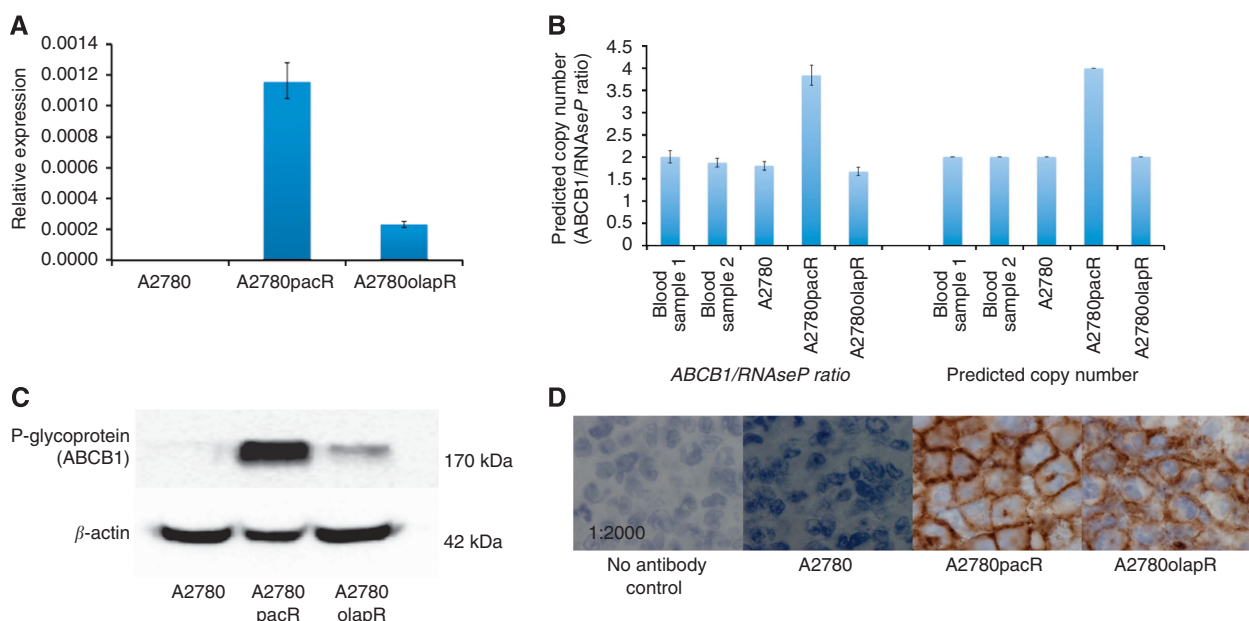 A
Relative expression
0.0014
0.0012
0.0010
0.0008
0.0006
0.0004
0.0002
0.0000
A2780
A2780pacR
A2780olapR
B
Predicted copy number
(ABCB1/RNAseP ratio)
4.5
4
3.5
3
2.5
2
1.5
1
0.5
0
Blood
sample 1
Blood
sample 2
A2780
A2780pacR
A2780olapR
Blood
sample 1
Blood
sample 2
A2780
A2780pacR
A2780olapR
ABCB1/RNAseP ratio
Predicted copy number
C
P-glycoprotein
(ABCB1)
170 kDa
β-actin
42 kDa
A2780
A2780
pacR
A2780
olapR
D
1:2000
No antibody
control
A2780
A2780pacR
A2780olapR